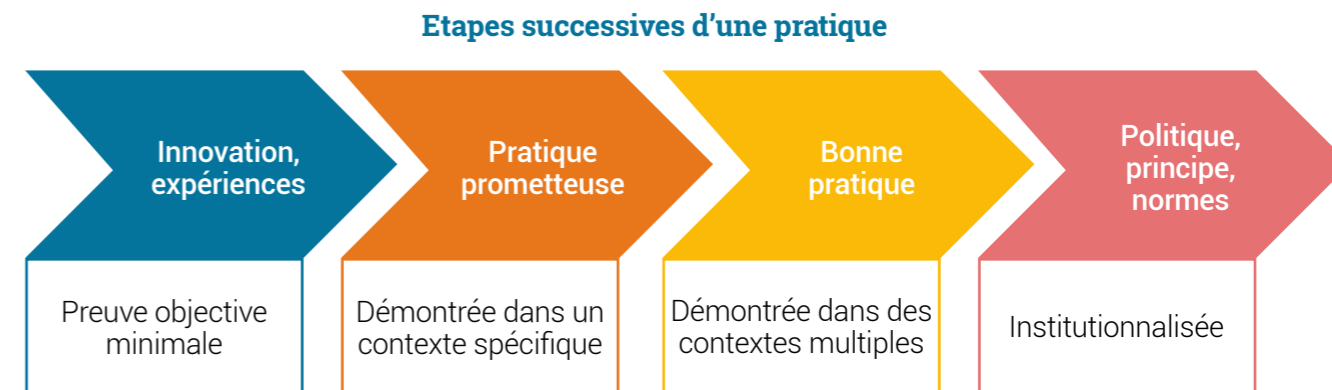 Etapes successives d’une pratique
Innovation,
expériences
Pratique
prometteuse
Bonne
pratique
Politique,
principe,
normes
Preuve objective
minimale
Démontrée dans un
contexte spécifique
Démontrée dans des
contextes multiples
Institutionnalisée